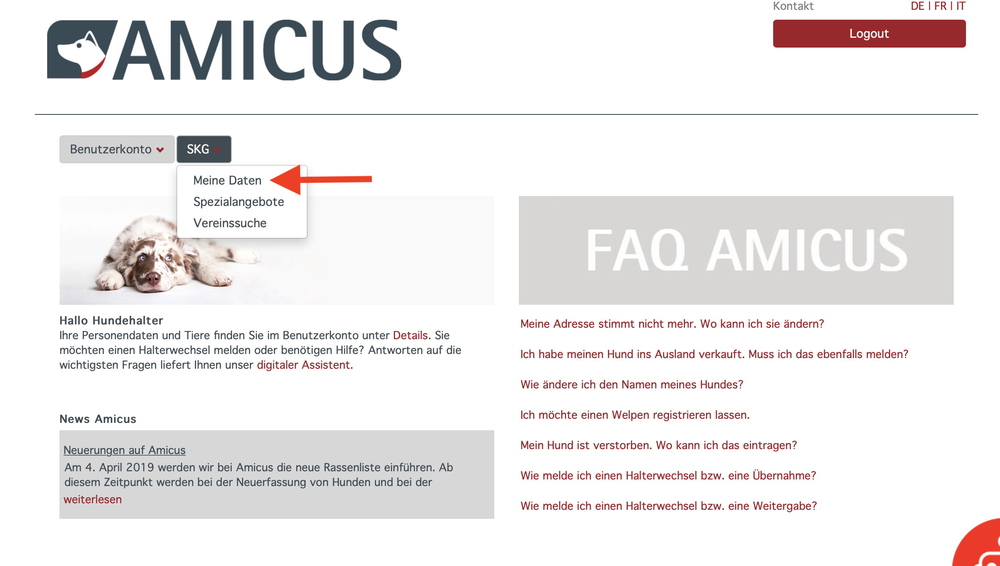 Kontakt
DE | FR | IT
AMICUS
Logout
Benutzerkonto
SKG
Meine Daten
Spezialangebote
Vereinssuche
FAQ AMICUS
Hallo Hundehalter
Ihre Personendaten und Tiere finden Sie im Benutzerkonto unter Details. Sie
möchten einen Halterwechsel melden oder benötigen Hilfe? Antworten auf die
wichtigsten Fragen liefert Ihnen unser digitaler Assistent.
News Amicus
Neuerungen auf Amicus
Am 4. April 2019 werden wir bei Amicus die neue Rassenliste einführen. Ab
diesem Zeitpunkt werden bei der Neuerfassung von Hunden und bei der
weiterlesen
Meine Adresse stimmt nicht mehr. Wo kann ich sie ändern?
Ich habe meinen Hund ins Ausland verkauft. Muss ich das ebenfalls melden?
Wie ändere ich den Namen meines Hundes?
Ich möchte einen Welpen registrieren lassen.
Mein Hund ist verstorben. Wo kann ich das eintragen?
Wie melde ich einen Halterwechsel bzw. eine Übernahme?
Wie melde ich einen Halterwechsel bzw. eine Weitergabe?